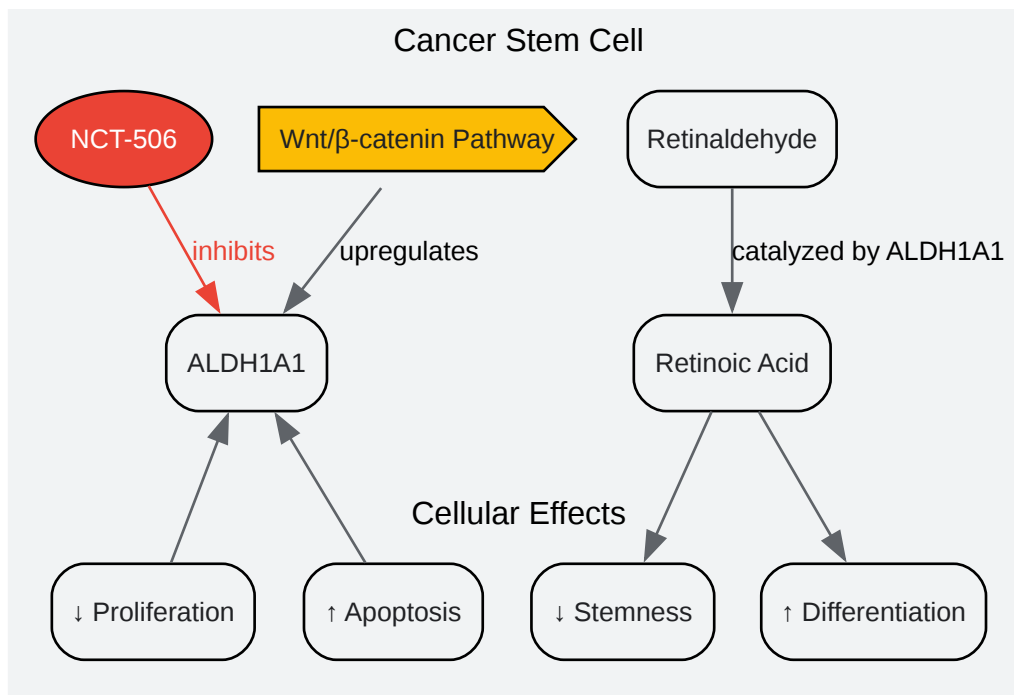 Cancer Stem Cell
NCT-506
Wnt/β-catenin Pathway
Retinaldehyde
inhibits
upregulates
catalyzed by ALDH1A1
ALDH1A1
Retinoic Acid
Cellular Effects
↓ Proliferation
↑ Apoptosis
↓ Stemness
↑ Differentiation